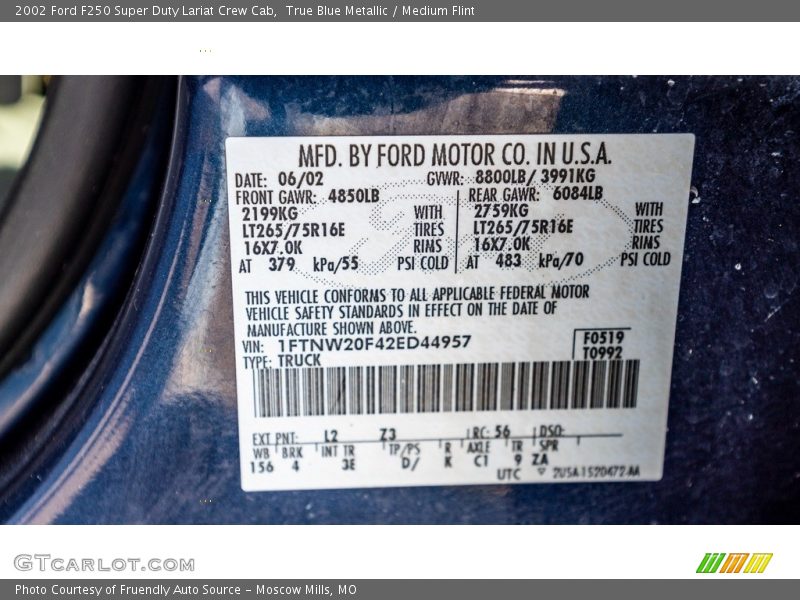 2002 Ford F250 Super Duty Lariat Crew Cab,  True Blue Metallic / Medium Flint
MFD. BY FORD MOTOR CO. IN U.S.A.
DATE: 06/02 GVWR: 8800LB/ 3991KG
FRONT GAWR: 4850LB REAR GAWR: 6084LB
2199KG WITH 2759KG WITH
LT265/75R16E TIRES LT265/75R16E TIRES
16X7.0K RIMS 16X7.0K RIMS
AT 379 kPa/55 PSI COLD AT 483 kPa/70 PSI COLD
THIS VEHICLE CONFORMS TO ALL APPLICABLE FEDERAL MOTOR
VEHICLE SAFETY STANDARDS IN EFFECT ON THE DATE OF
MANUFACTURE SHOWN ABOVE.
VIN: 1FTNW20F42ED44957 F0519
TYPE: TRUCK T0992
EXT PNT: L2 Z3 RC: 56 DSO:
WB BRK INT TR TP/PS R AXLE TR SPR
156 4 3E D/ K C1 9 ZA
UTC 2USA1520472 AA
GTCarLot.com
Photo Courtesy of Fruendly Auto Source – Moscow Mills, MO